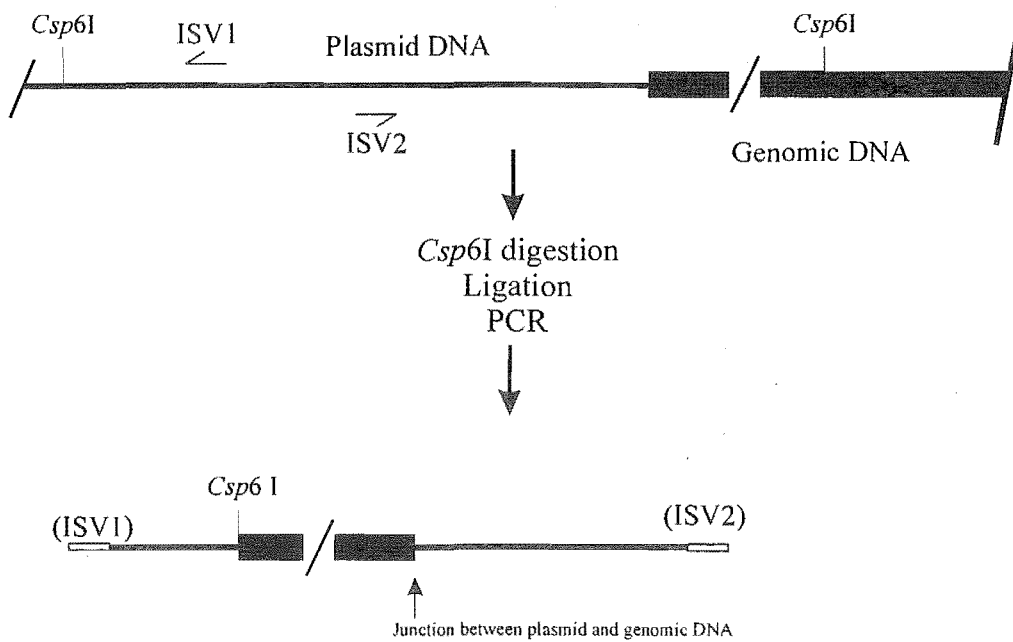 Csp6I
ISV1
Plasmid DNA
Csp6I
ISV2
Genomic DNA
Csp6I digestion
Ligation
PCR
Csp6 I
(ISV1)
(ISV2)
Junction between plasmid and genomic DNA